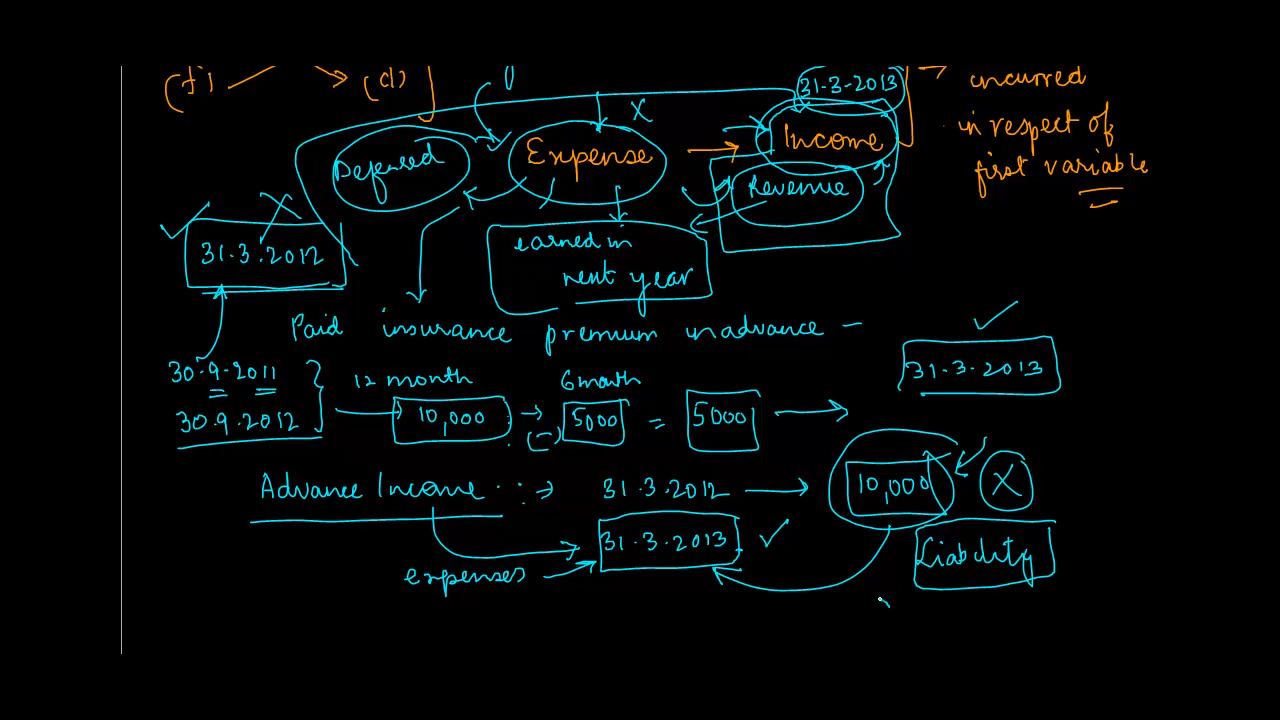 (f) (d)
31-3-2013
incurred
in respect of
first variable
x
Defeured Expense Income
Revenue
31.3.2012
earned in
next year
Paid insurance premium in advance -
31.3.2013
30.9.2011
30.9.2012
12 month 6 month
10,000 (-) 5000 = 5000
Advance Income 31.3.2012 10,000 X
31.3.2013
expenses
Liability